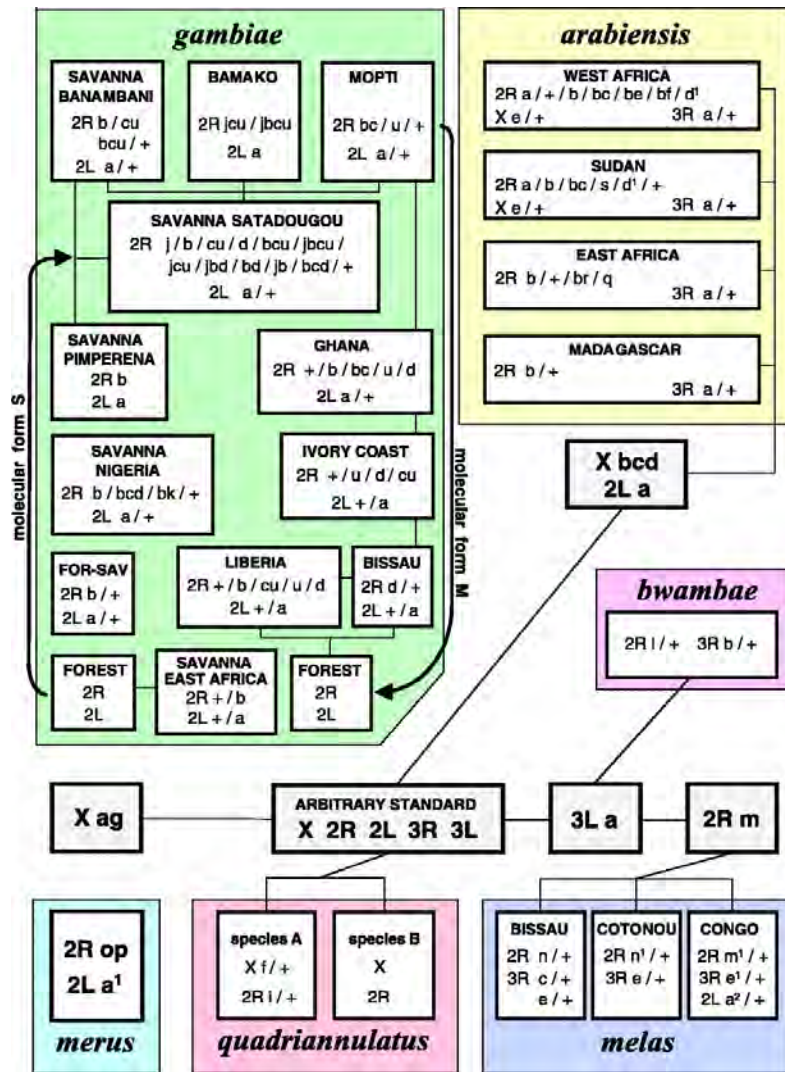 gambiae
SAVANNA
BANAMBANI
2R b / cu
bcu / +
2L a / +
BAMAKO
2R jcu / jbcu
2L a
MOPTI
2R bc / u / +
2L a / +
SAVANNA SATADOUGOU
2R j / b / cu / d / bcu / jbcu /
jcu / jbd / bd / jb / bcd / +
2L a / +
SAVANNA
PIMPERENA
2R b
2L a
GHANA
2R + / b / bc / u / d
2L a / +
SAVANNA
NIGERIA
2R b / bcd / bk / +
2L a / +
IVORY COAST
2R + / u / d / cu
2L + / a
FOR-SAV
2R b / +
2L a / +
LIBERIA
2R + / b / cu / u / d
2L + / a
BISSAU
2R d / +
2L + / a
FOREST
2R
2L
SAVANNA
EAST AFRICA
2R + / b
2L + / a
FOREST
2R
2L
molecular form S
molecular form M
arabiensis
WEST AFRICA
2R a / + / b / bc / be / bf / d¹
X e / + 3R a / +
SUDAN
2R a / b / bc / s / d¹ / +
X e / + 3R a / +
EAST AFRICA
2R b / + / br / q
3R a / +
MADAGASCAR
2R b / +
3R a / +
X bcd
2L a
bwambae
2R l / + 3R b / +
X ag
ARBITRARY STANDARD
X 2R 2L 3R 3L
3L a
2R m
2R op
2L a¹
merus
species A
X f / +
2R i / +
species B
X
2R
quadriannulatus
BISSAU
2R n / +
3R c / +
e / +
COTONOU
2R n¹ / +
3R e / +
CONGO
2R m¹ / +
3R e¹ / +
2L a² / +
melas